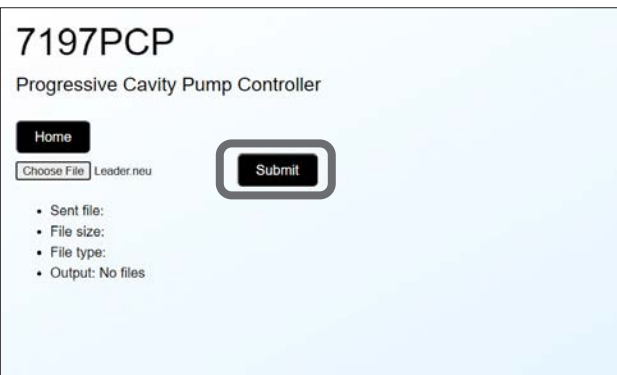 7197PCP
Progressive Cavity Pump Controller
Home
Choose File Leader.neu
Submit
• Sent file:
• File size:
• File type:
• Output: No files